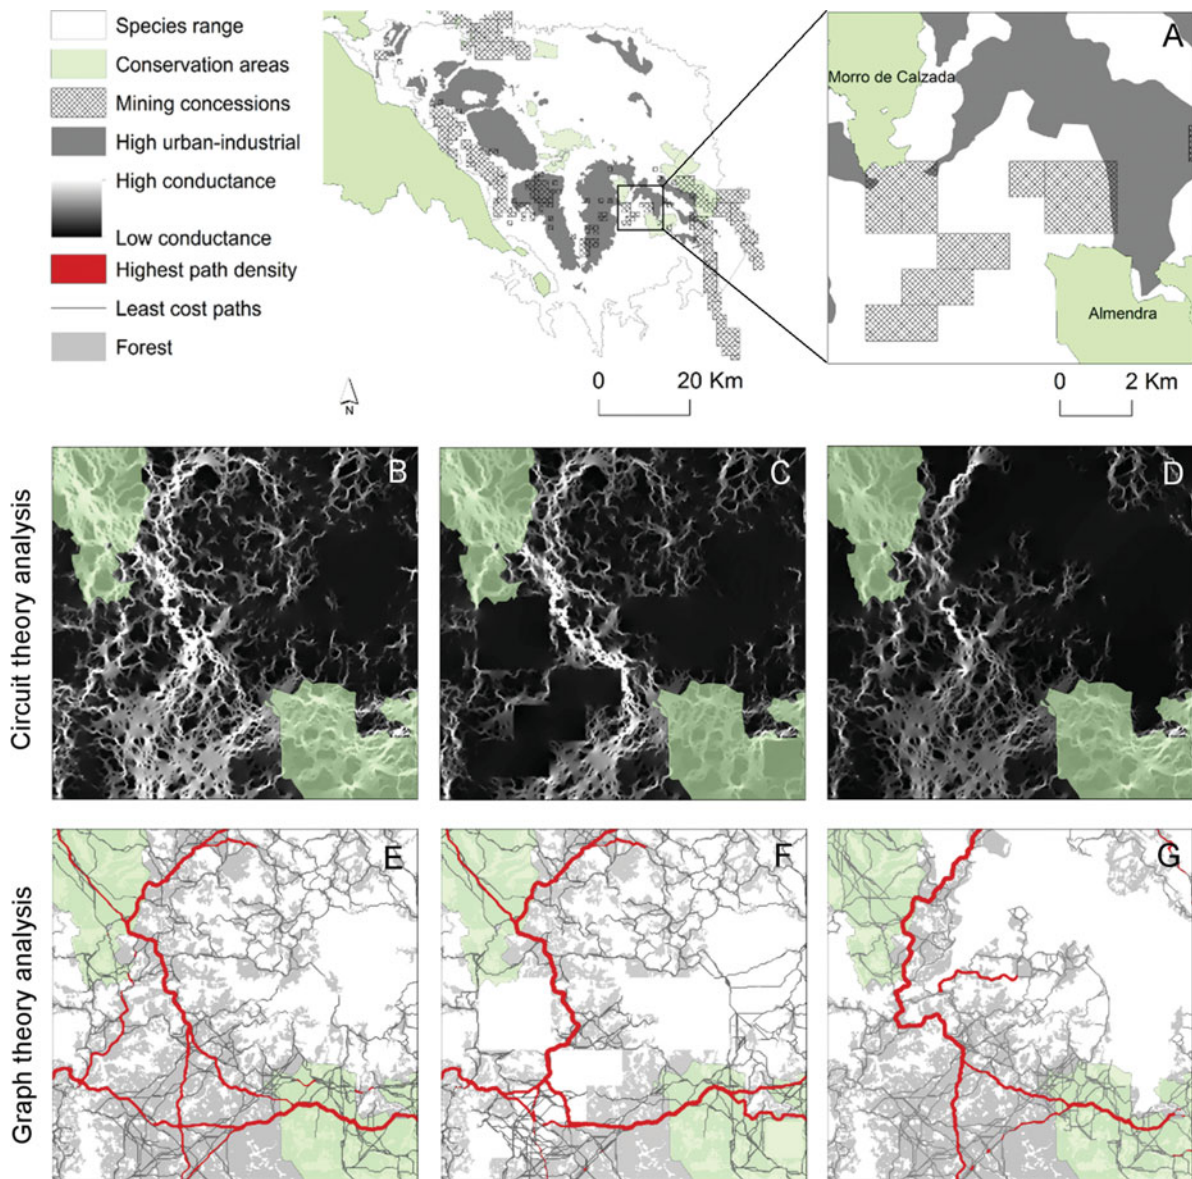 Species range
Conservation areas
Mining concessions
High urban-industrial
High conductance
Low conductance
Highest path density
Least cost paths
Forest
N
0 20 Km
A
Morro de Calzada
Almendra
0 2 Km
Circuit theory analysis
B
C
D
Graph theory analysis
E
F
G